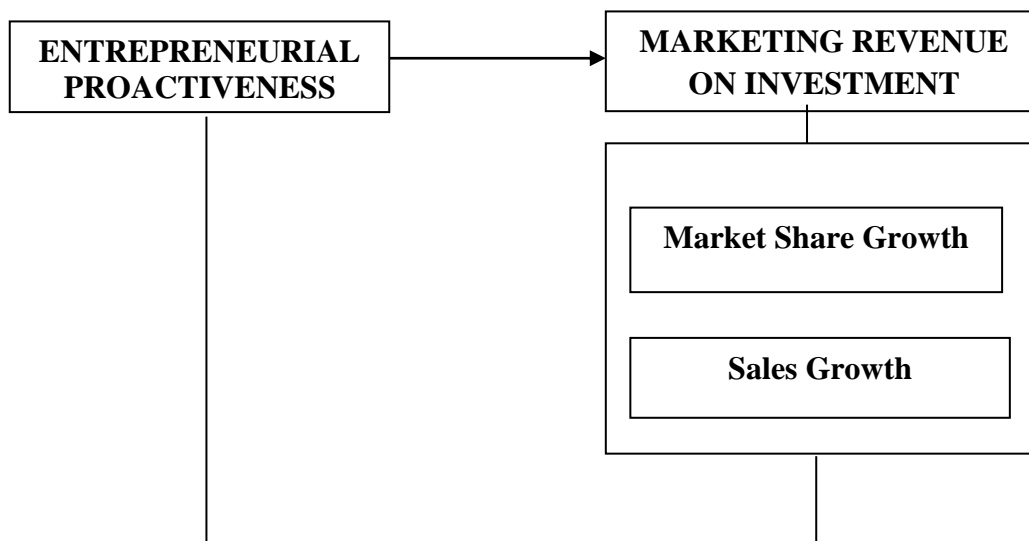 ENTREPRENEURIAL
PROACTIVENESS
MARKETING REVENUE
ON INVESTMENT
Market Share Growth
Sales Growth